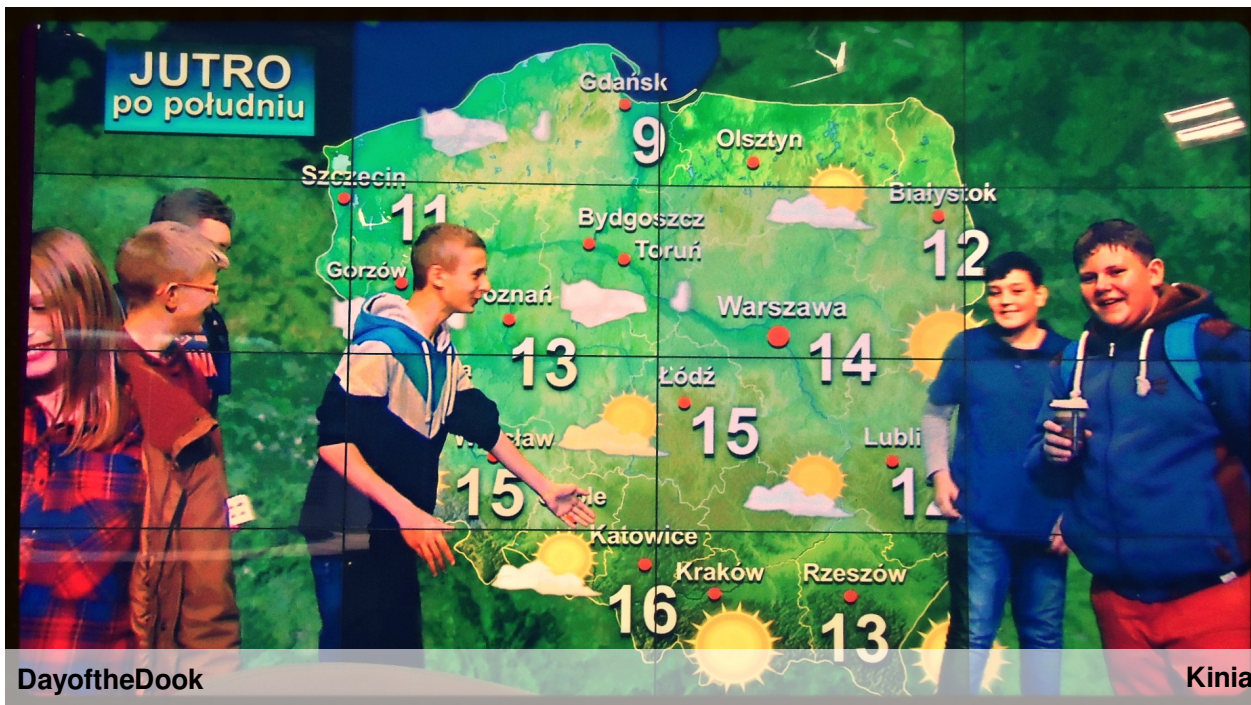 JUTRO
po południu
Gdańsk
9
Olsztyn
Szczecin
11
Białystok
12
Bydgoszcz
Toruń
Gorzów
Warszawa
14
13
Łódź
15
15
Katowice
16
Kraków
Rzeszów
13
DayoftheDook
Kinia